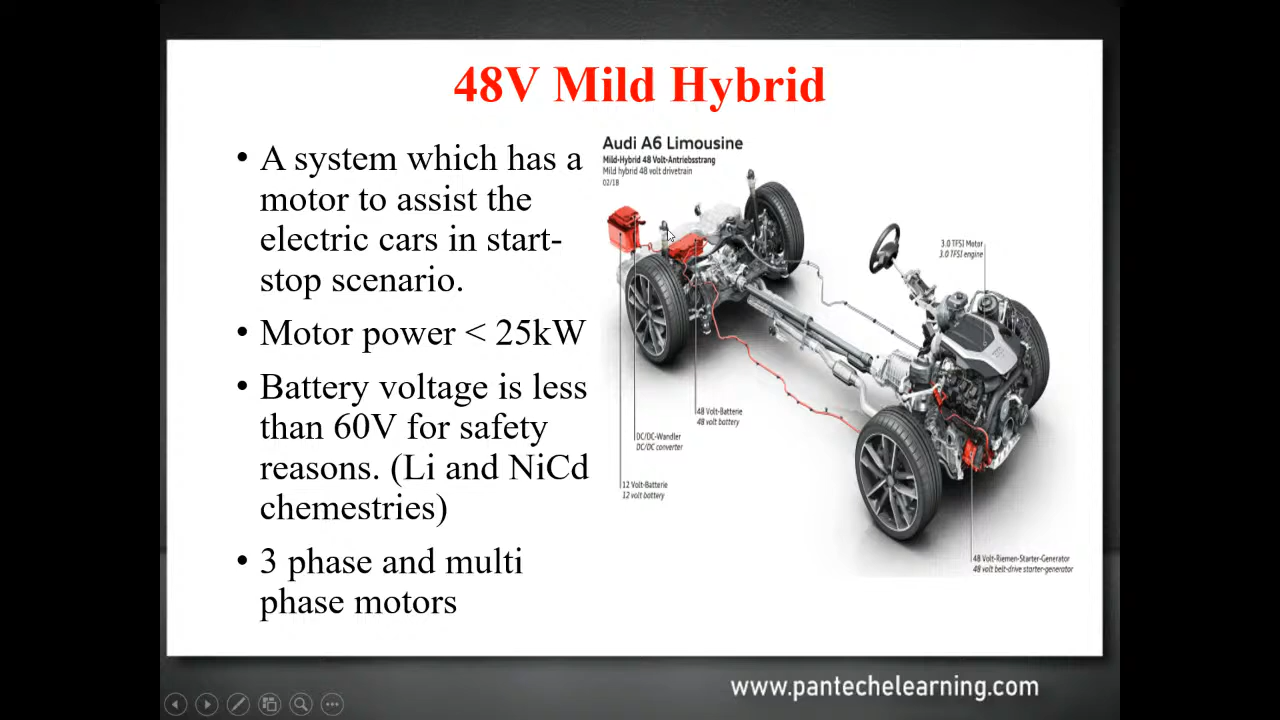 48V Mild Hybrid
• A system which has a
motor to assist the
electric cars in start-
stop scenario.
• Motor power < 25kW
• Battery voltage is less
than 60V for safety
reasons. (Li and NiCd
chemestries)
• 3 phase and multi
phase motors
Audi A6 Limousine
Mild-Hybrid 48 Volt-Antriebsstrang
Mild hybrid 48 volt drivetrain
02/18
3.0 TFSI Motor
3.0 TFSI engine
48 Volt-Batterie
48 volt battery
DC/DC-Wandler
DC/DC converter
12 Volt-Batterie
12 volt battery
48 Volt-Riemen-Starter-Generator
48 volt belt-drive starter-generator
www.pantechelearning.com